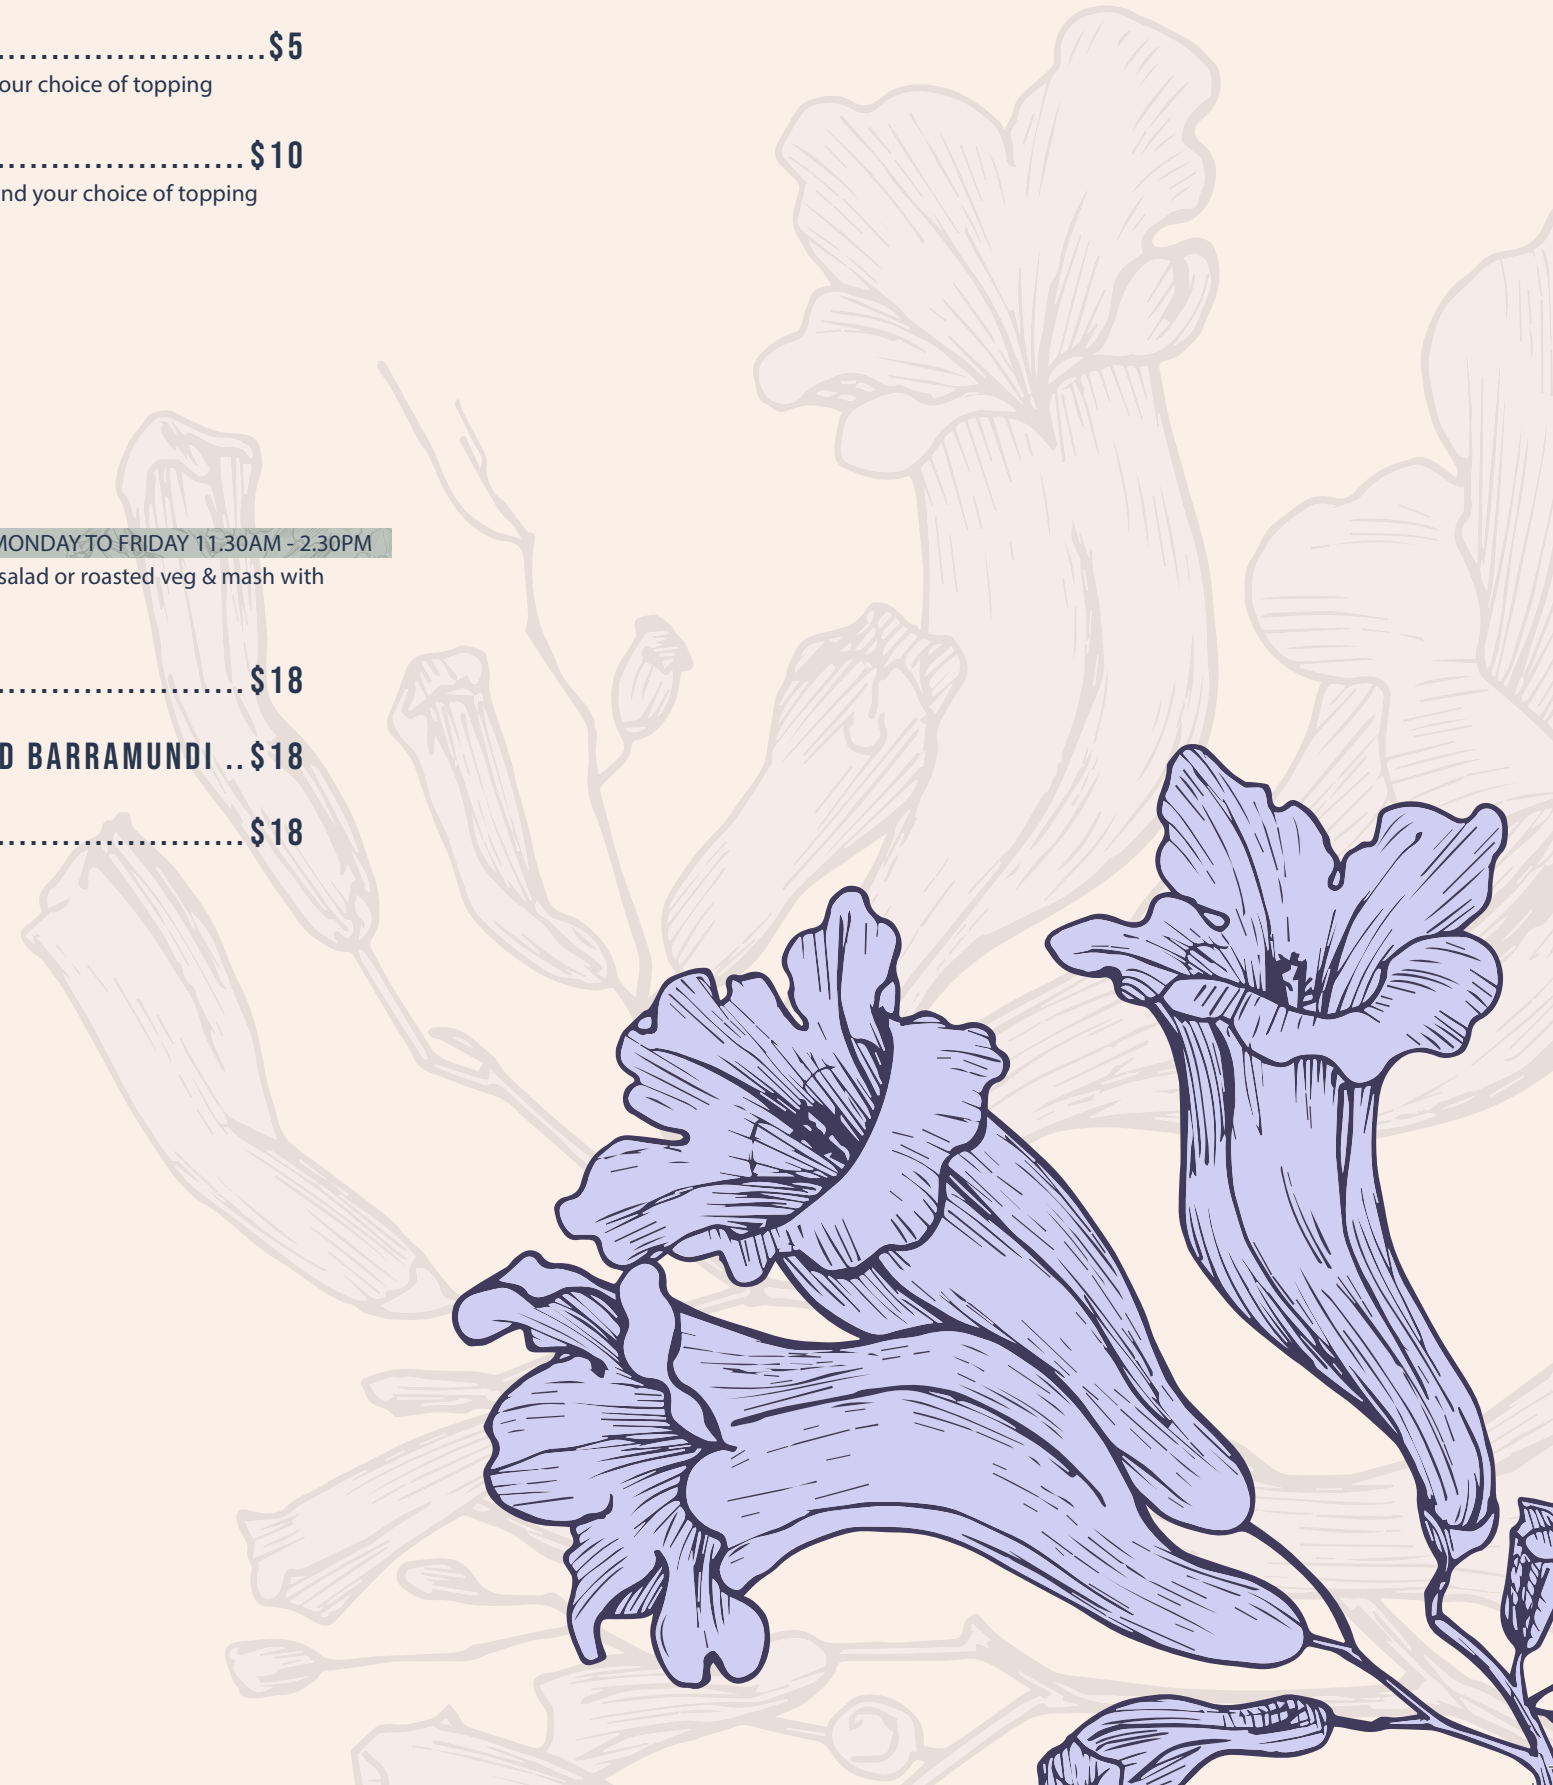 .........................$5
our choice of topping
.......................$10
nd your choice of topping
MONDAY TO FRIDAY 11.30AM - 2.30PM
salad or roasted veg & mash with
.......................$18
D BARRAMUNDI ..$18
.......................$18